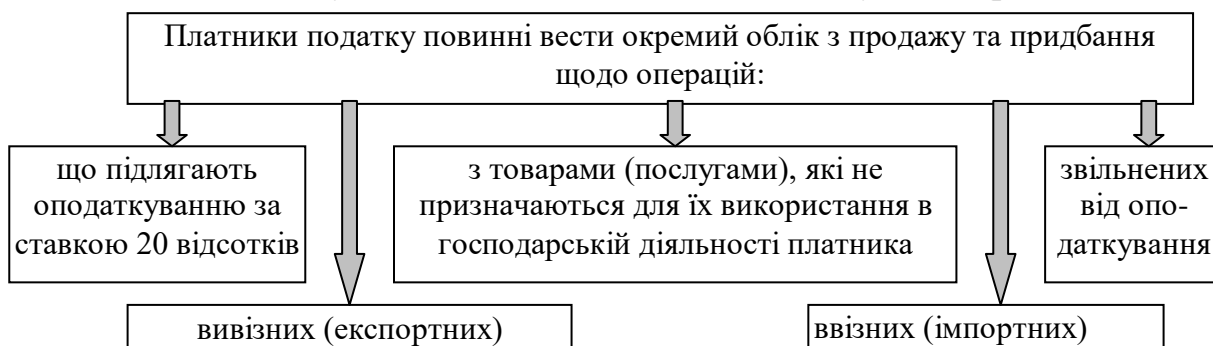 Платники податку повинні вести окремий облік з продажу та придбання
щодо операцій:
що підлягають
оподаткуванню за
ставкою 20 відсотків
з товарами (послугами), які не
призначаються для їх використання в
господарській діяльності платника
звільнених
від опо-
даткування
вивізних (експортних)
ввізних (імпортних)